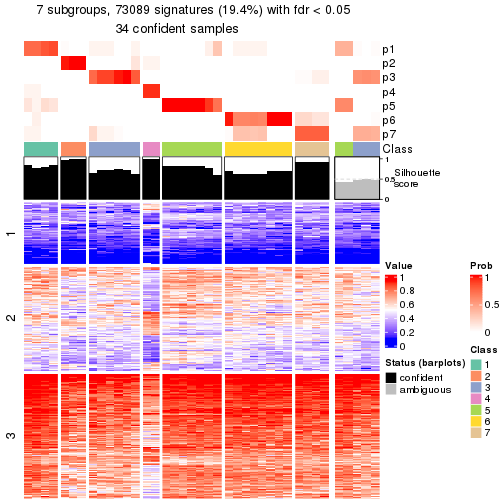 7 subgroups, 73089 signatures (19.4%) with fdr < 0.05
34 confident samples
p1
p2
p3
p4
p5
p6
p7
Class
1
0.5
0
Silhouette
score
1
2
3
Value
1
0.8
0.6
0.4
0.2
0
Status (barplots)
confident
ambiguous
Prob
1
0.5
0
Class
1
2
3
4
5
6
7